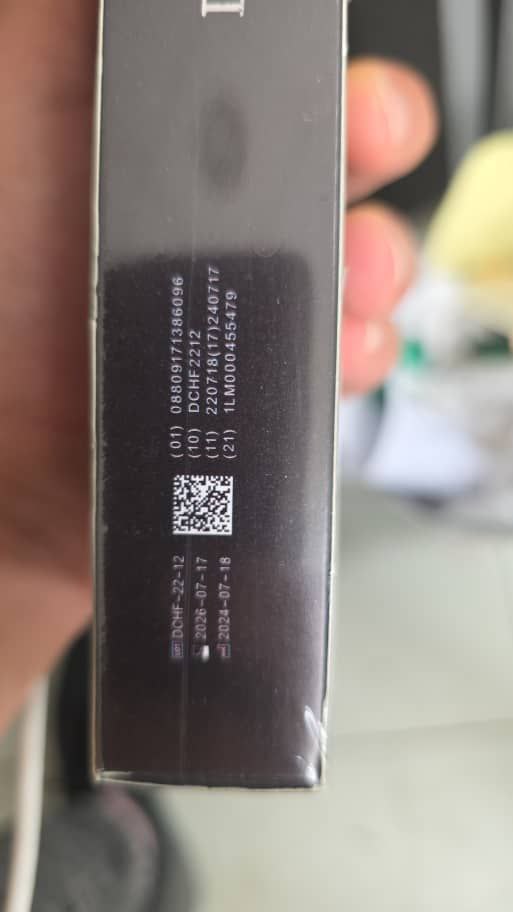 (01) 08809171386096
(10) DCHF2212
(11) 220718(17)240717
(21) 1LM000455479
LOT DCHF-22-12
2026-07-17
2024-07-18